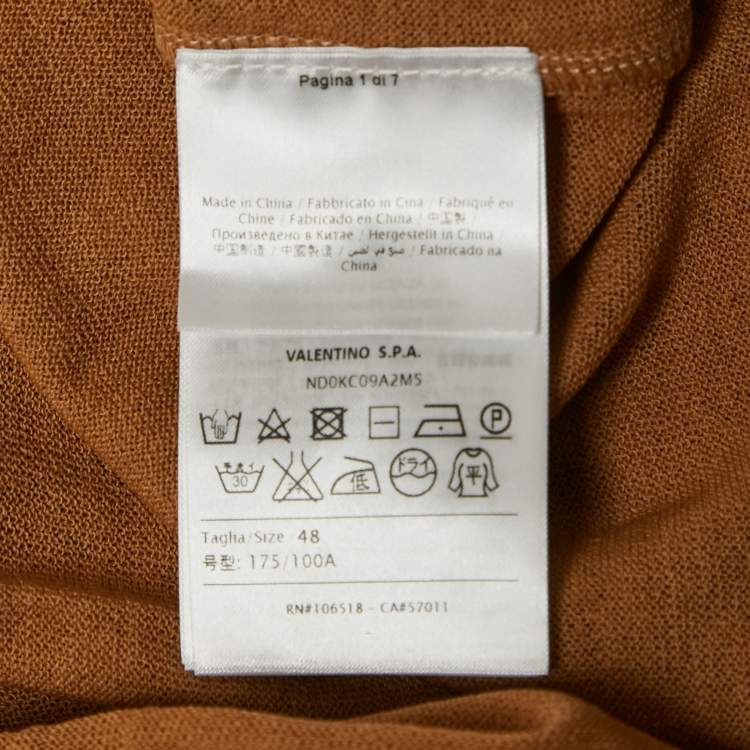 Pagina 1 di 7
Made in China / Fabbricato in Cina / Fabriqué en
Chine / Fabricado en China / 中国製 /
Произведено в Китае / Hergestellt in China /
中国制造 / 中國製造 / صنع في الصين / Fabricado na
China
VALENTINO S.P.A.
ND0KC09A2M5
P
手洗イ 30 低 ドライ 平
Taglia/Size 48
号型: 175/100A
RN#106518 - CA#57011